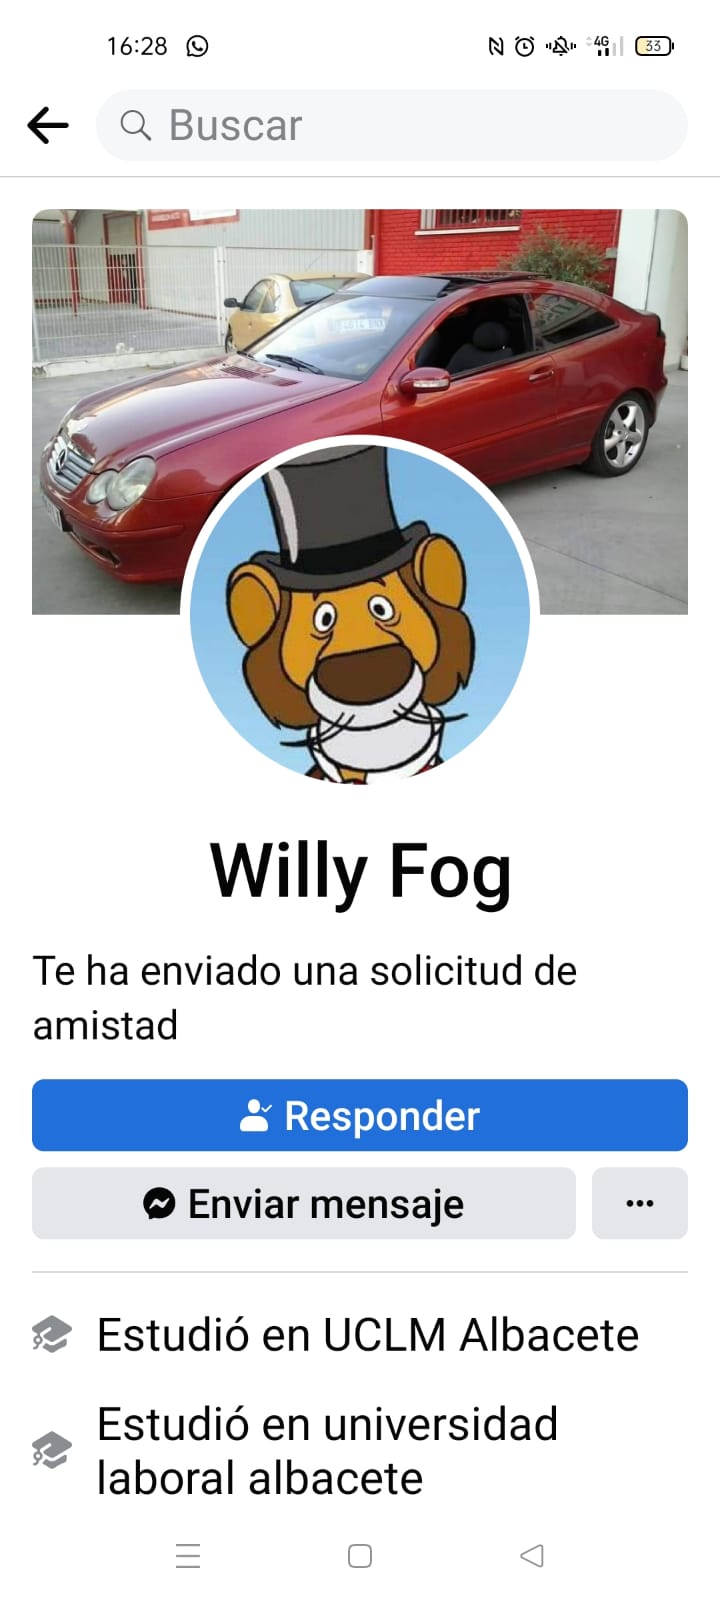 16:28
4G
33
Buscar
Willy Fog
Te ha enviado una solicitud de
amistad
Responder
Enviar mensaje
Estudió en UCLM Albacete
Estudió en universidad
laboral albacete